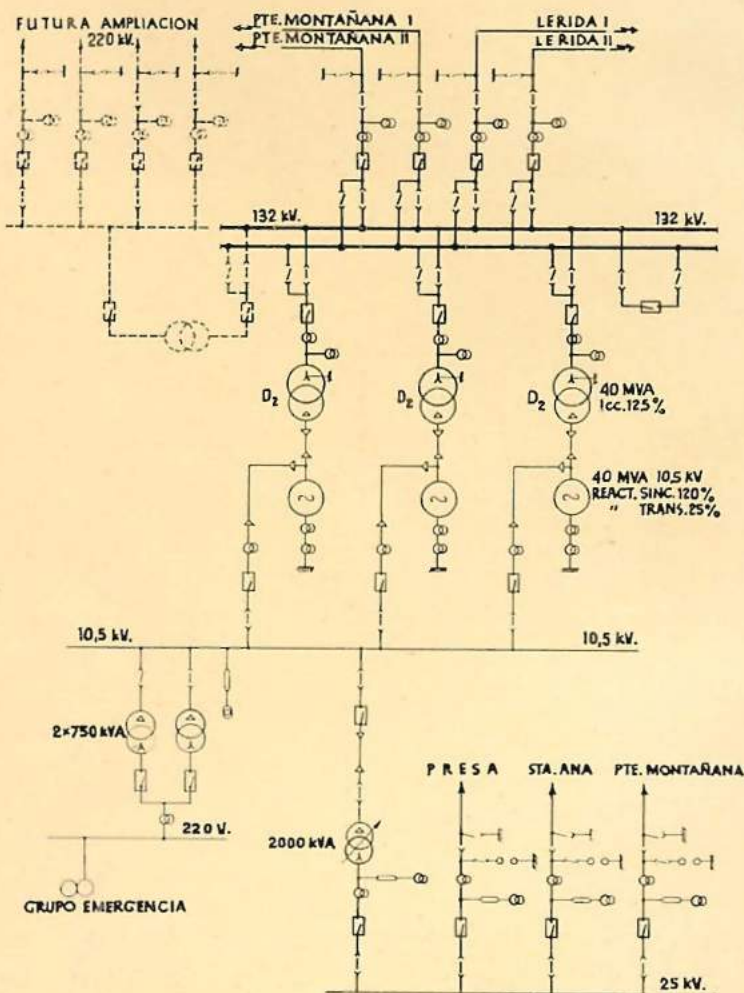 FUTURA AMPLIACION
220 kV.
PTE. MONTAÑANA I
PTE. MONTAÑANA II
LERIDA I
LERIDA II
132 kV.
132 kV.
D2
D2
D2
40 MVA
Icc. 12,5%
40 MVA 10,5 KV
REACT. SINC. 120%
" TRANS. 25%
10,5 kV.
10,5 kV.
2×750 kVA
PRESA
STA. ANA
PTE. MONTAÑANA
220 V.
2000 kVA
GRUPO EMERGENCIA
25 kV.